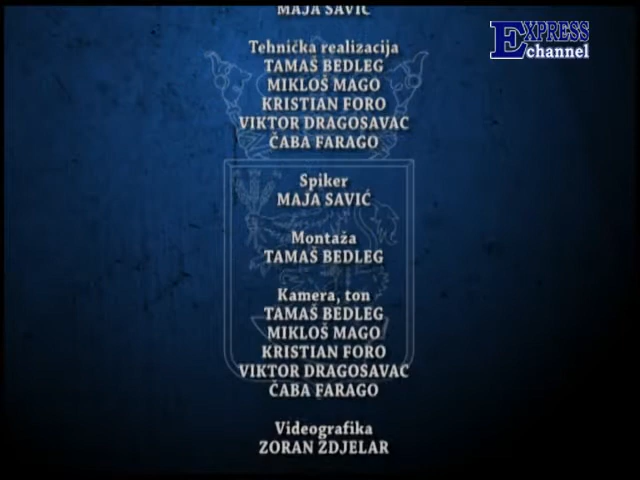 MAJA SAVIĆ
EXPRESS
channel
Tehnička realizacija
TAMAŠ BEDLEG
MIKLOŠ MAGO
KRISTIAN FORO
VIKTOR DRAGOSAVAC
ČABA FARAGO
Spiker
MAJA SAVIĆ
Montaža
TAMAŠ BEDLEG
Kamera, ton
TAMAŠ BEDLEG
MIKLOŠ MAGO
KRISTIAN FORO
VIKTOR DRAGOSAVAC
ČABA FARAGO
Videografika
ZORAN ZDJELAR